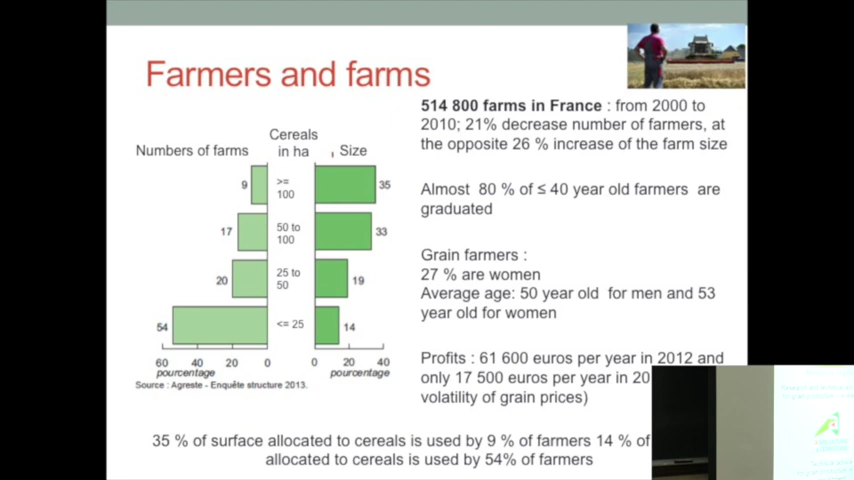 Farmers and farms
514 800 farms in France : from 2000 to
2010; 21% decrease number of farmers, at
the opposite 26 % increase of the farm size
Almost 80 % of ≤ 40 year old farmers are
graduated
Grain farmers :
27 % are women
Average age: 50 year old for men and 53
year old for women
Profits : 61 600 euros per year in 2012 and
only 17 500 euros per year in 20
volatility of grain prices)
Numbers of farms
Cereals
in ha
Size
9
>=
100
35
17
50 to
100
33
20
25 to
50
19
54
<= 25
14
60 40 20 0
0 20 40
pourcentage
pourcentage
Source : Agreste - Enquête structure 2013.
35 % of surface allocated to cereals is used by 9 % of farmers 14 % of
allocated to cereals is used by 54% of farmers